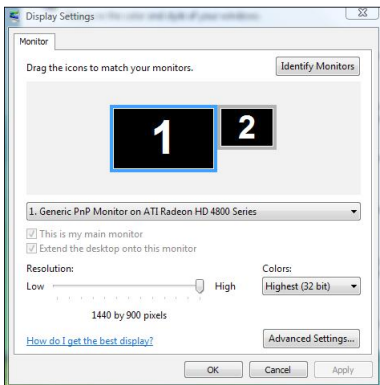 Display Settings
Monitor
Drag the icons to match your monitors.
Identify Monitors
1
2
1. Generic PnP Monitor on ATI Radeon HD 4800 Series
This is my main monitor
Extend the desktop onto this monitor
Resolution:
Colors:
Low
High
Highest (32 bit)
1440 by 900 pixels
How do I get the best display?
Advanced Settings...
OK
Cancel
Apply